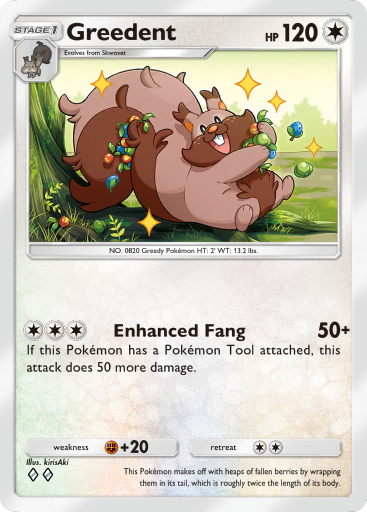 STAGE 1
Greedent
HP 120
Evolves from Skwovet
NO. 0820 Greedy Pokémon HT: 2' WT: 13.2 lbs.
Enhanced Fang 50+
If this Pokémon has a Pokémon Tool attached, this
attack does 50 more damage.
weakness +20
retreat
Illus. kirisAki
This Pokémon makes off with heaps of fallen berries by wrapping
them in its tail, which is roughly twice the length of its body.